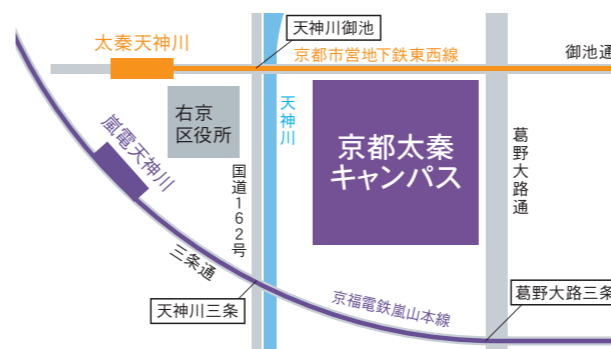 天神川御池
太秦天神川
京都市営地下鉄東西線
御池通
右京
区役所
天神川
嵐電天神川
京都太秦
キャンパス
葛野大路通
国道162号
三条通
天神川三条
京福電鉄嵐山本線
葛野大路三条